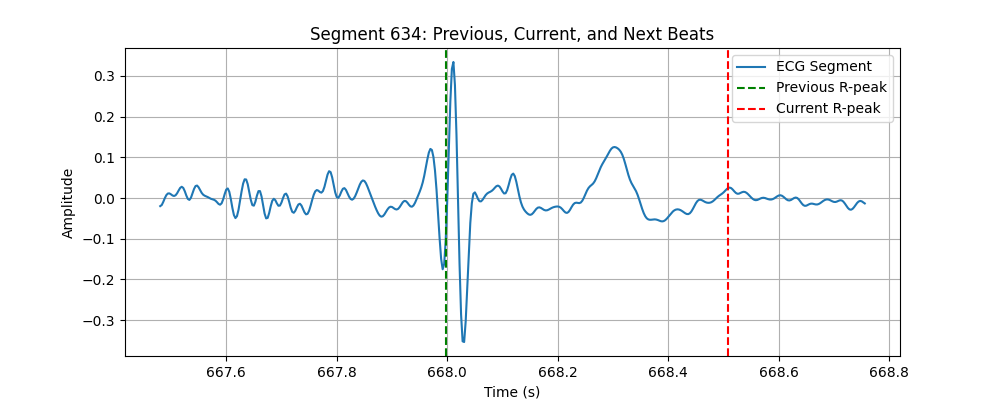 Segment 634: Previous, Current, and Next Beats
ECG Segment
Previous R-peak
Current R-peak
Amplitude
0.3
0.2
0.1
0.0
−0.1
−0.2
−0.3
667.6 667.8 668.0 668.2 668.4 668.6 668.8
Time (s)